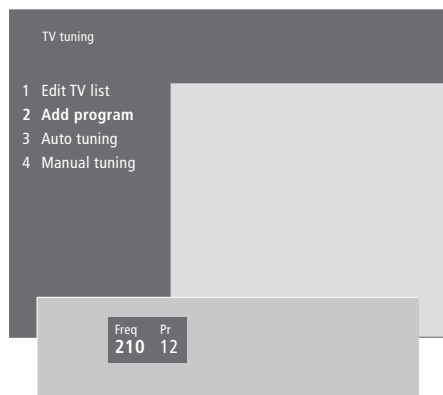 TV tuning
1 Edit TV list
2 Add program
3 Auto tuning
4 Manual tuning
Freq Pr
210 12